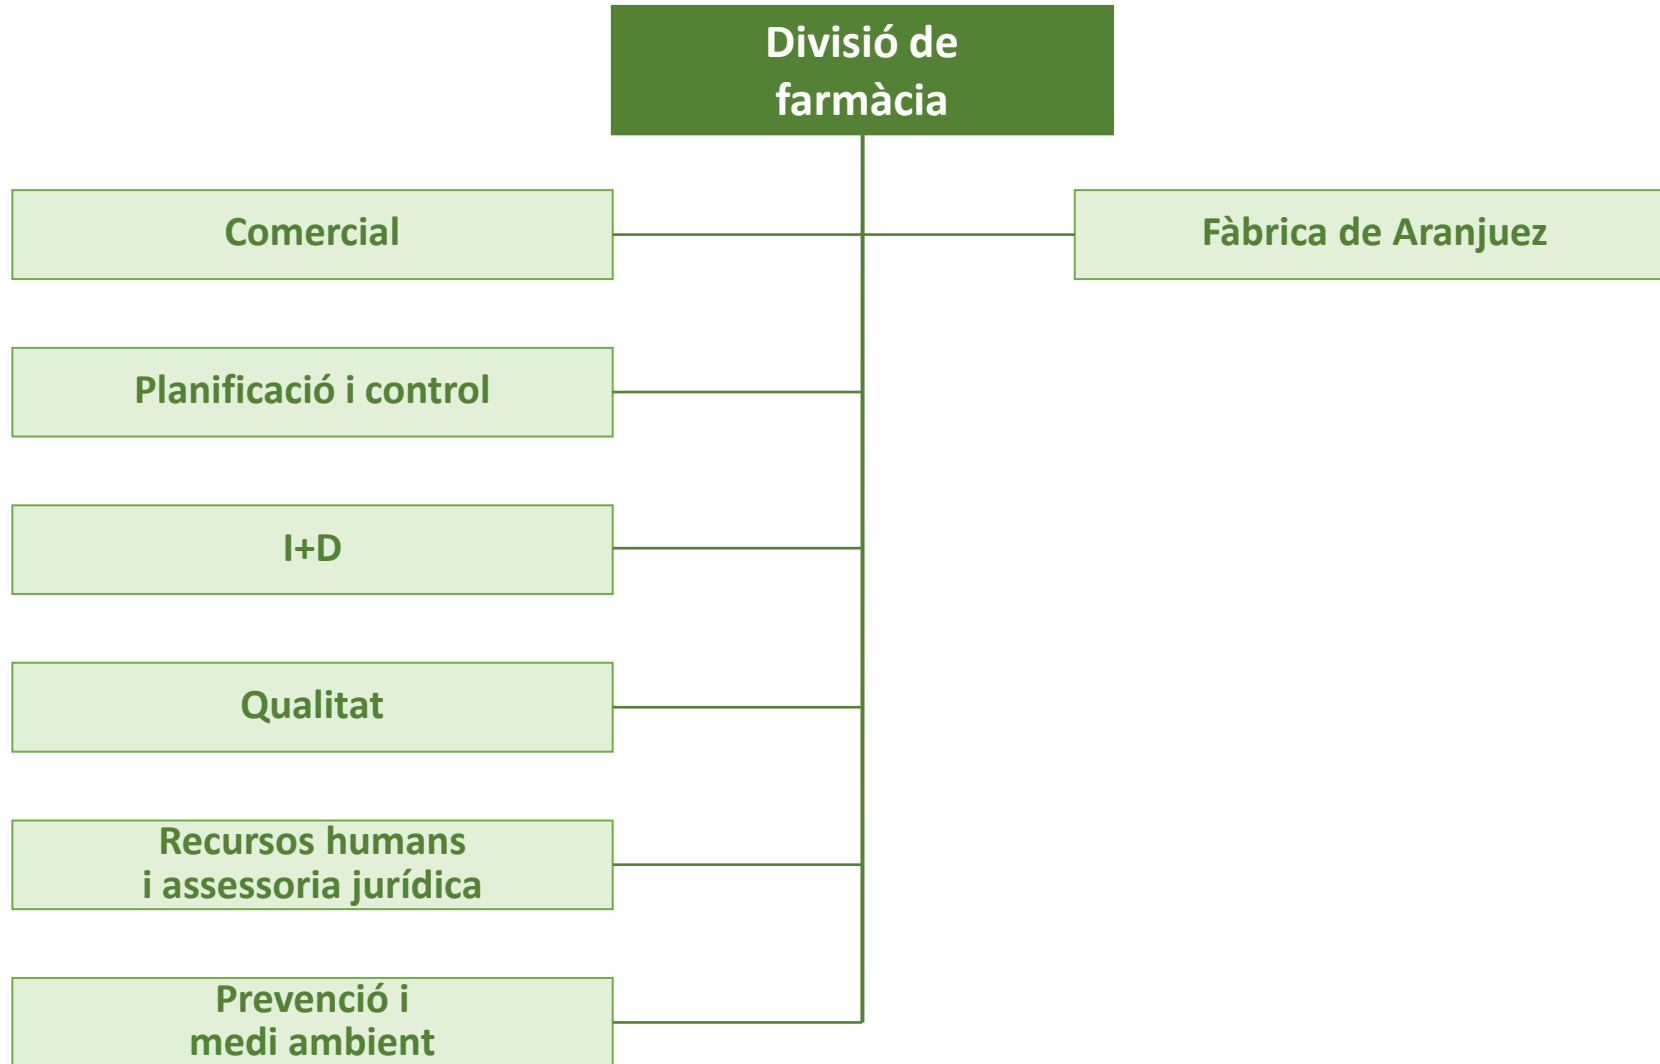 Divisió de
farmàcia
Comercial
Fàbrica de Aranjuez
Planificació i control
I+D
Qualitat
Recursos humans
i assessoria jurídica
Prevenció i
medi ambient